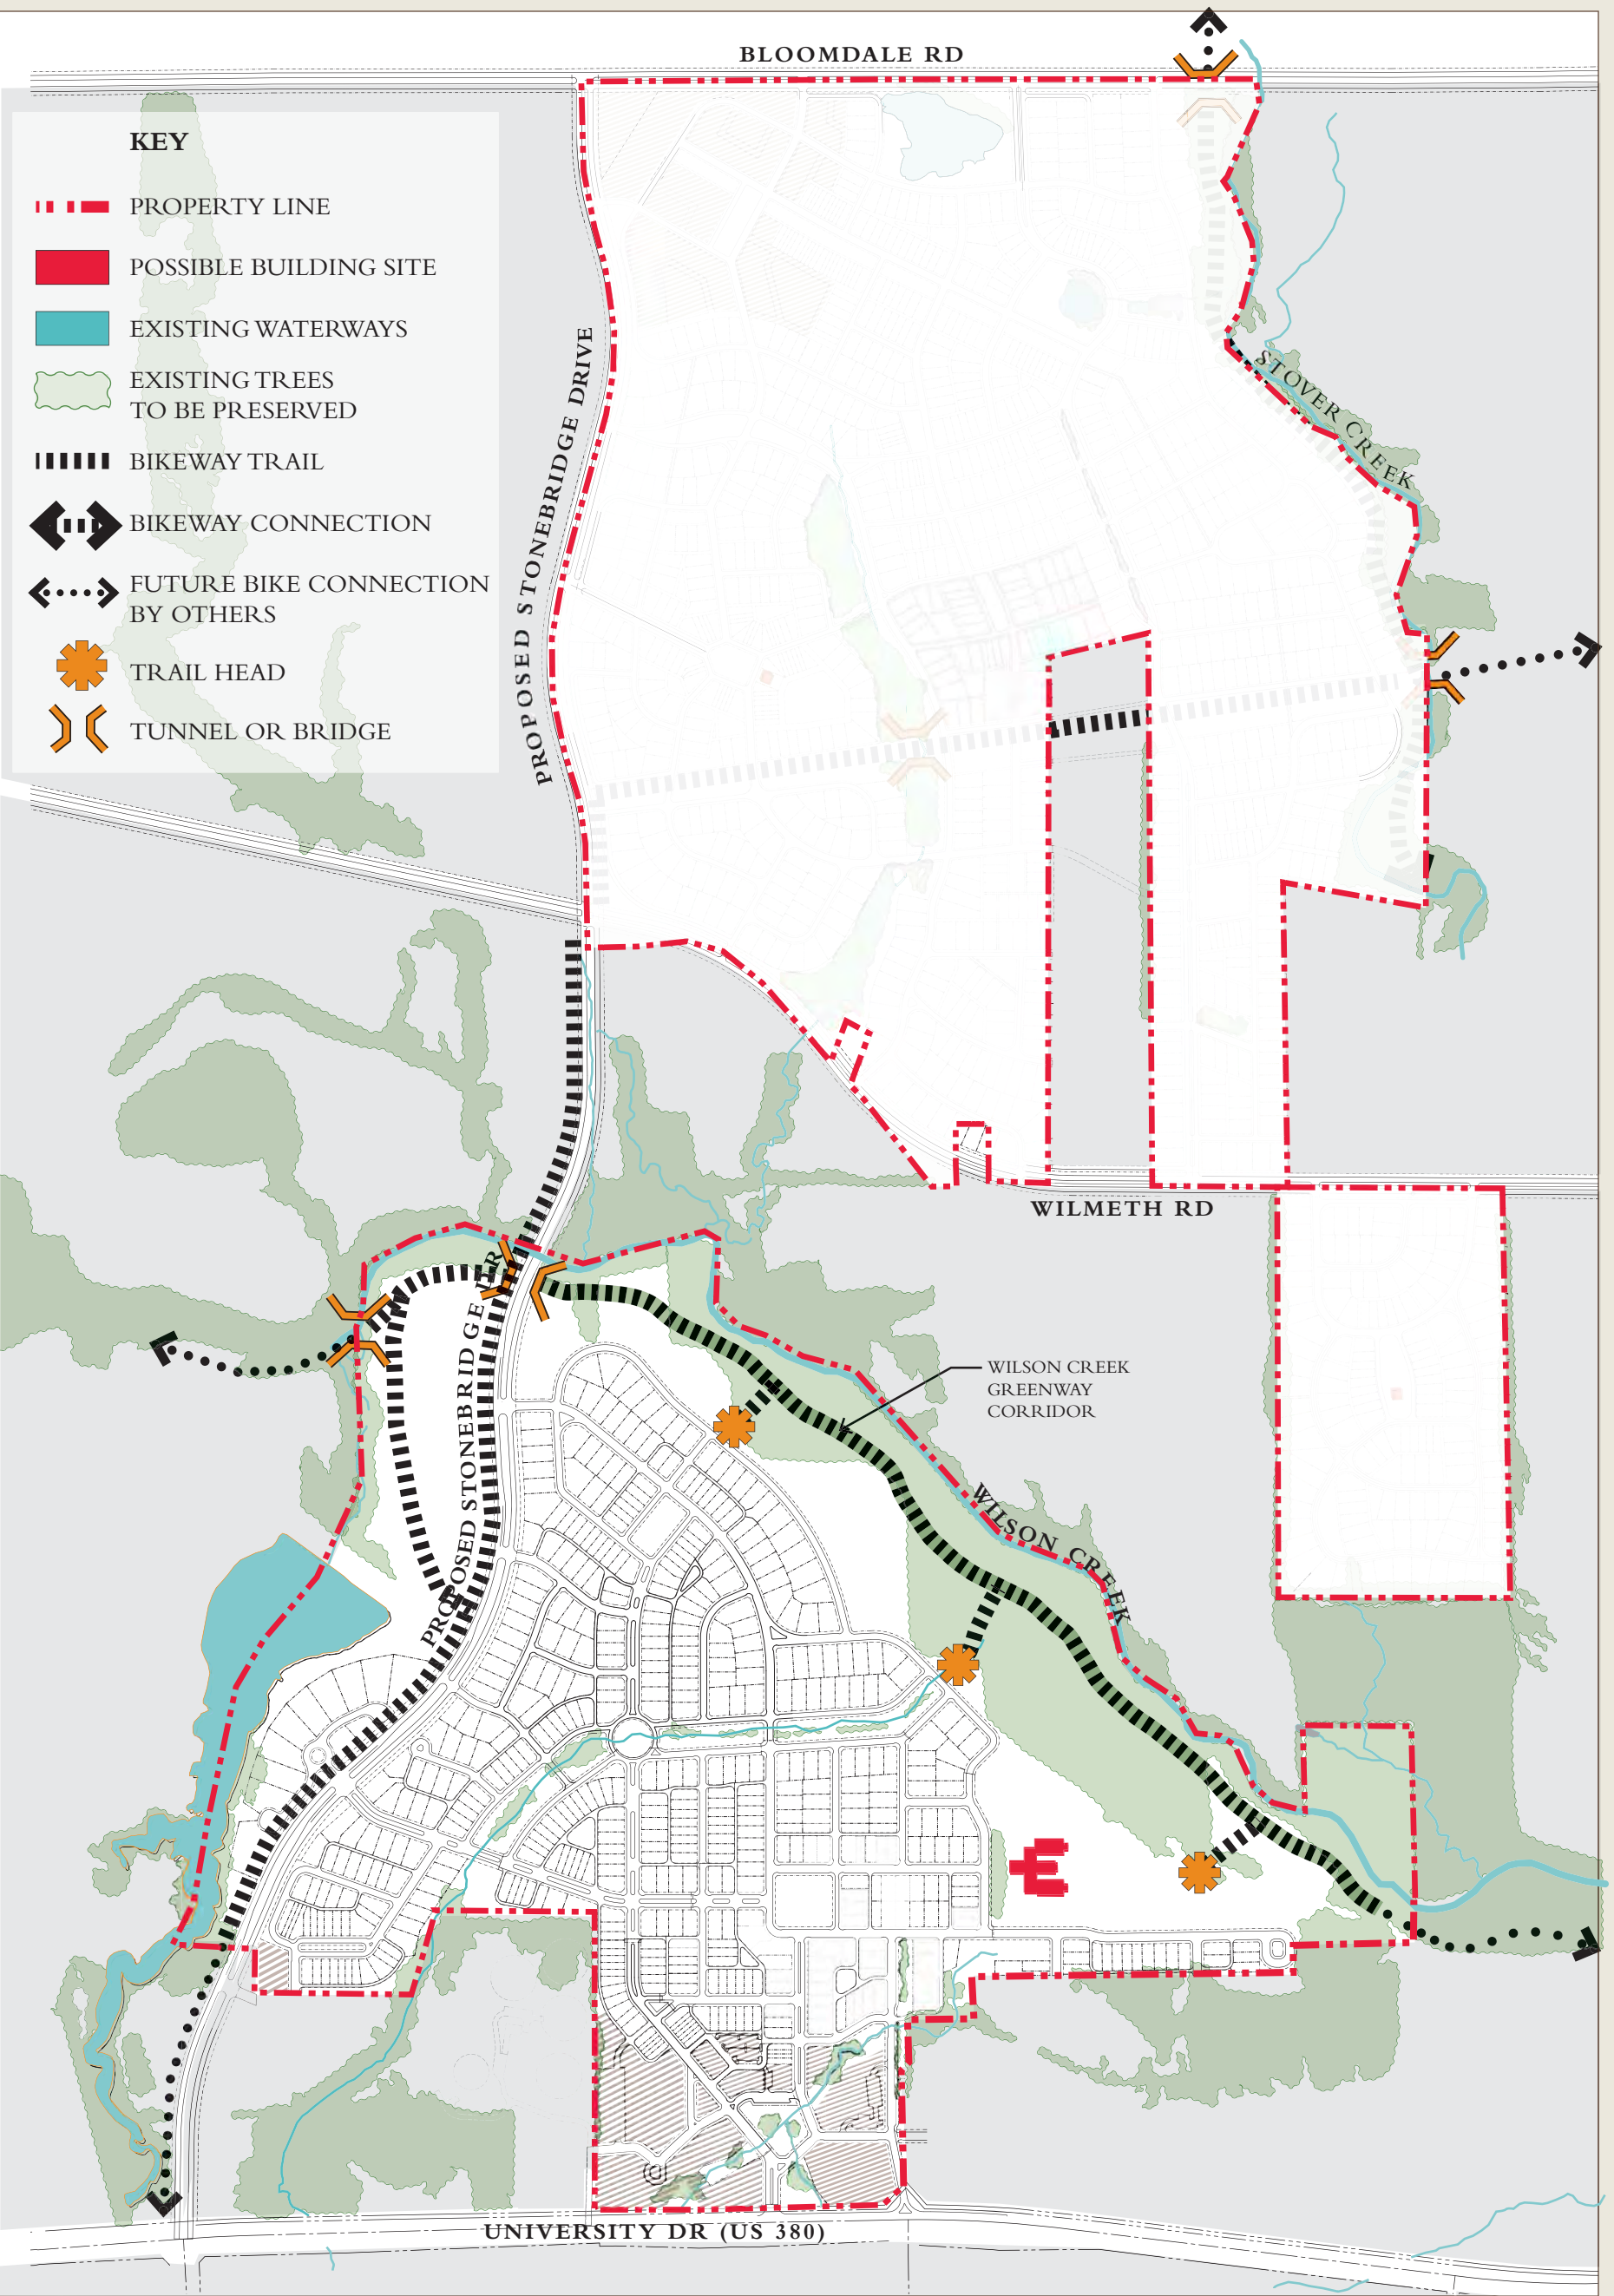 BLOOMDALE RD
KEY
PROPERTY LINE
POSSIBLE BUILDING SITE
EXISTING WATERWAYS
EXISTING TREES
TO BE PRESERVED
BIKEWAY TRAIL
BIKEWAY CONNECTION
FUTURE BIKE CONNECTION
BY OTHERS
TRAIL HEAD
TUNNEL OR BRIDGE
PROPOSED STONEBRIDGE DRIVE
STOVER CREEK
WILMETH RD
PROPOSED STONEBRIDGE DR
WILSON CREEK
GREENWAY
CORRIDOR
WILSON CREEK
UNIVERSITY DR (US 380)